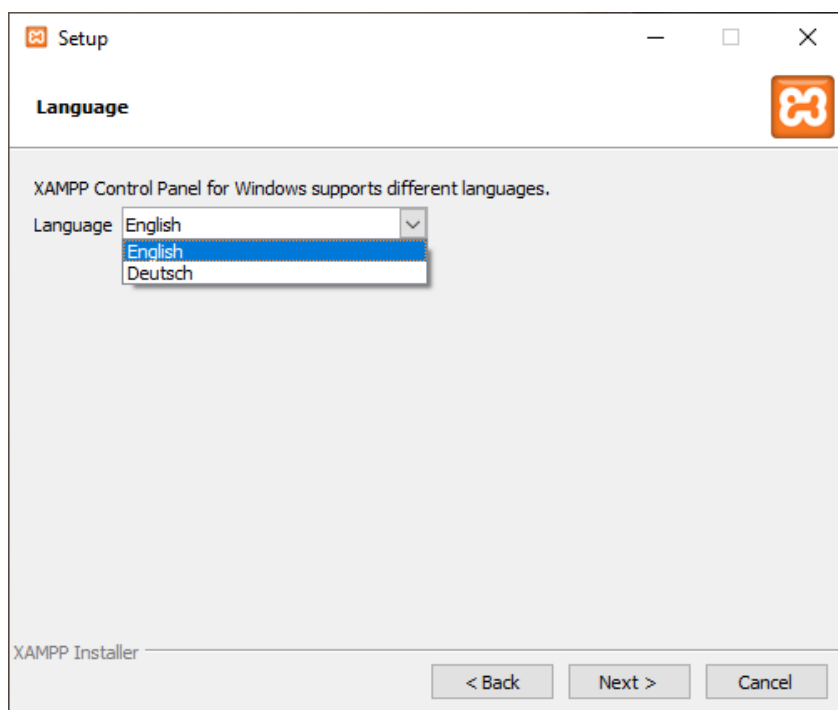 Setup
Language
XAMPP Control Panel for Windows supports different languages.
Language English
English
Deutsch
XAMPP Installer
< Back Next > Cancel